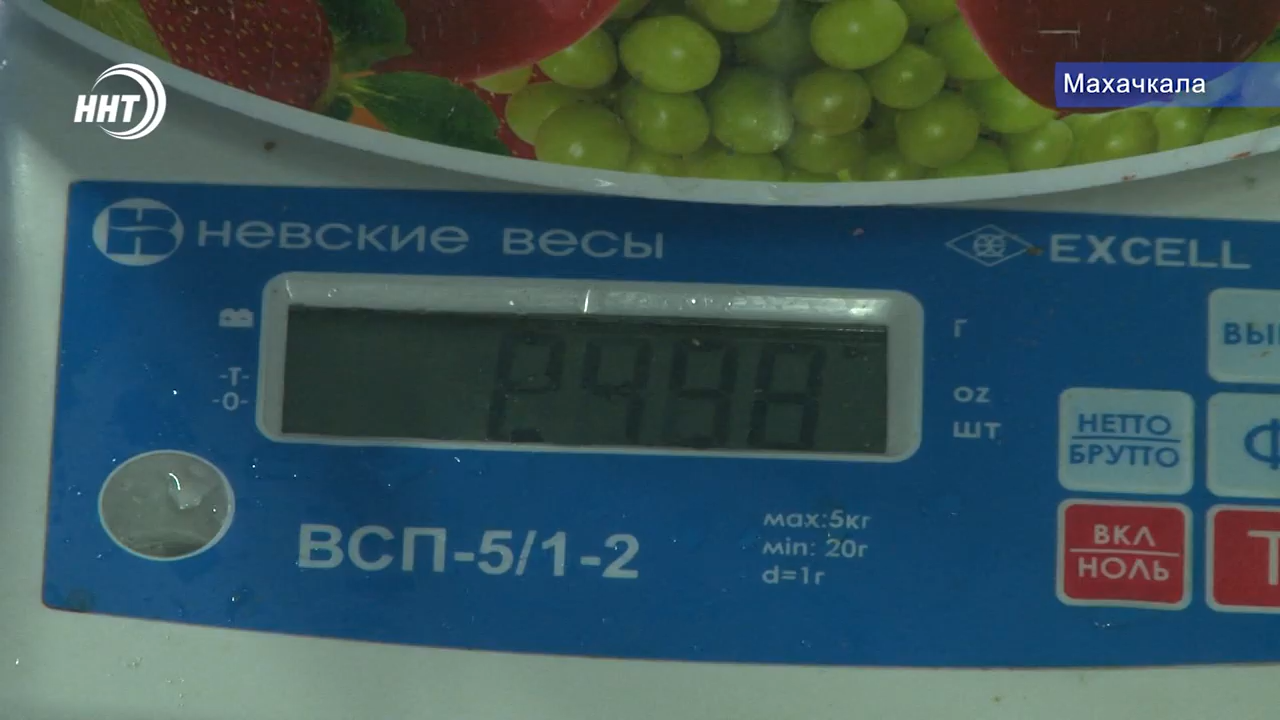 ННТ
Махачкала
НЕВСКИЕ ВЕСЫ
EXCELL
Г
-T-
-0-
oz
шт
2.498
НЕТТО
БРУТТО
ВСП-5/1-2
max:5кг
min: 20г
d=1г
ВКЛ
НОЛЬ